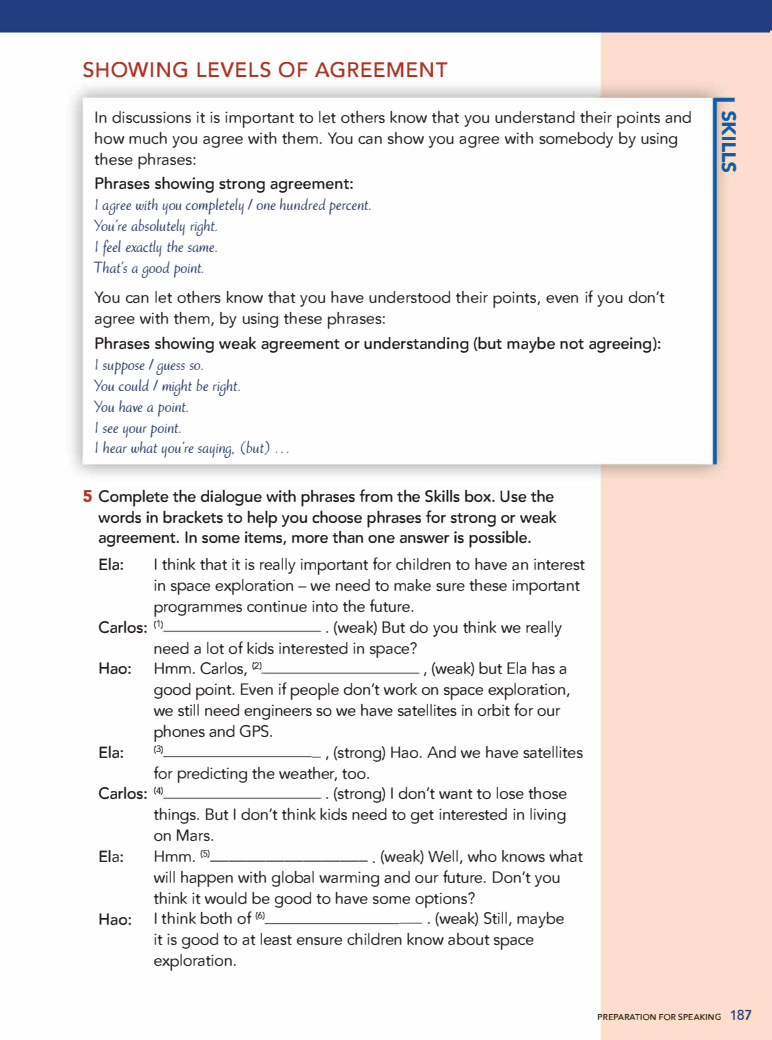 SHOWING LEVELS OF AGREEMENT
SKILLS
In discussions it is important to let others know that you understand their points and
how much you agree with them. You can show you agree with somebody by using
these phrases:
Phrases showing strong agreement:
I agree with you completely / one hundred percent.
You're absolutely right.
I feel exactly the same.
That's a good point.
You can let others know that you have understood their points, even if you don't
agree with them, by using these phrases:
Phrases showing weak agreement or understanding (but maybe not agreeing):
I suppose / guess so.
You could / might be right.
You have a point.
I see your point.
I hear what you're saying, (but) ...
5 Complete the dialogue with phrases from the Skills box. Use the
words in brackets to help you choose phrases for strong or weak
agreement. In some items, more than one answer is possible.
Ela: I think that it is really important for children to have an interest
in space exploration – we need to make sure these important
programmes continue into the future.
Carlos: (1)____________________ . (weak) But do you think we really
need a lot of kids interested in space?
Hao: Hmm. Carlos, (2)____________________ , (weak) but Ela has a
good point. Even if people don't work on space exploration,
we still need engineers so we have satellites in orbit for our
phones and GPS.
Ela: (3)____________________ , (strong) Hao. And we have satellites
for predicting the weather, too.
Carlos: (4)____________________ . (strong) I don't want to lose those
things. But I don't think kids need to get interested in living
on Mars.
Ela: Hmm. (5)____________________ . (weak) Well, who knows what
will happen with global warming and our future. Don't you
think it would be good to have some options?
Hao: I think both of (6)____________________ . (weak) Still, maybe
it is good to at least ensure children know about space
exploration.
PREPARATION FOR SPEAKING 187